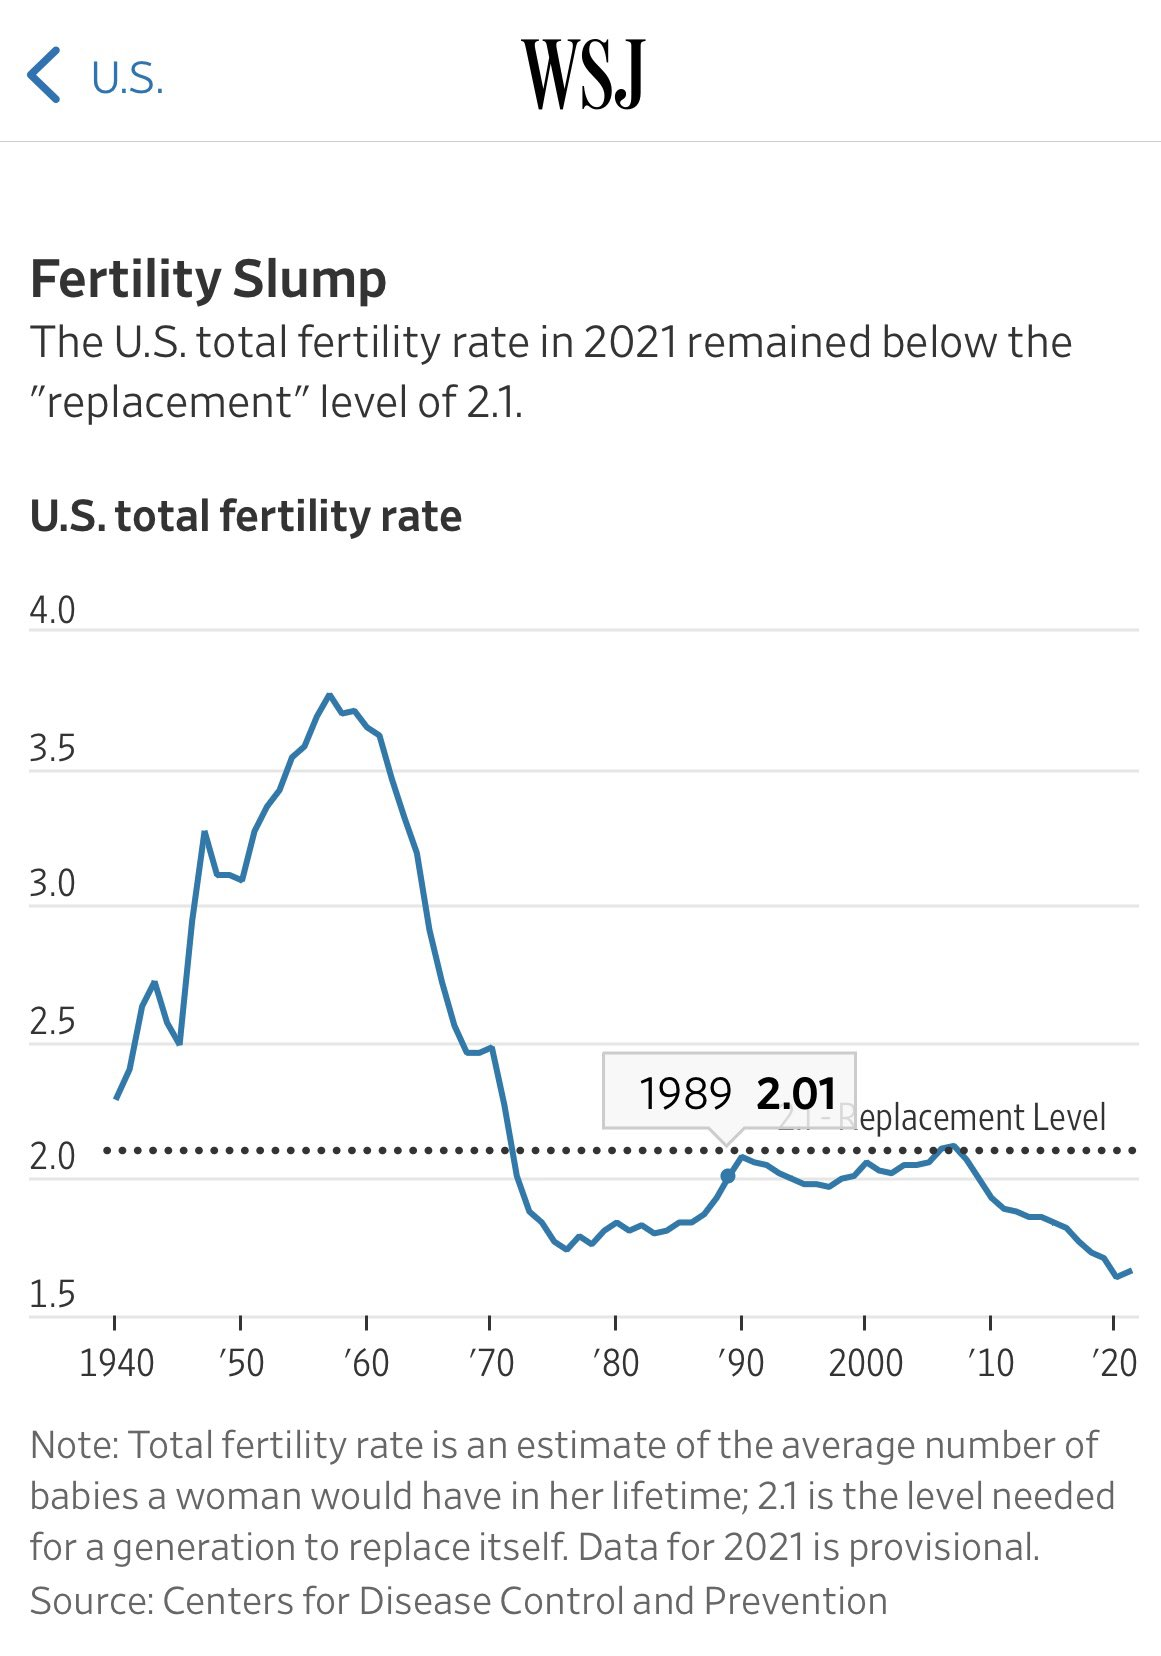 U.S.
WSJ
Fertility Slump
The U.S. total fertility rate in 2021 remained below the
"replacement" level of 2.1.
U.S. total fertility rate
4.0
3.5
3.0
2.5
1989 2.01
2.1 - Replacement Level
2.0
1.5
1940 '50 '60 '70 '80 '90 2000 '10 '20
Note: Total fertility rate is an estimate of the average number of
babies a woman would have in her lifetime; 2.1 is the level needed
for a generation to replace itself. Data for 2021 is provisional.
Source: Centers for Disease Control and Prevention